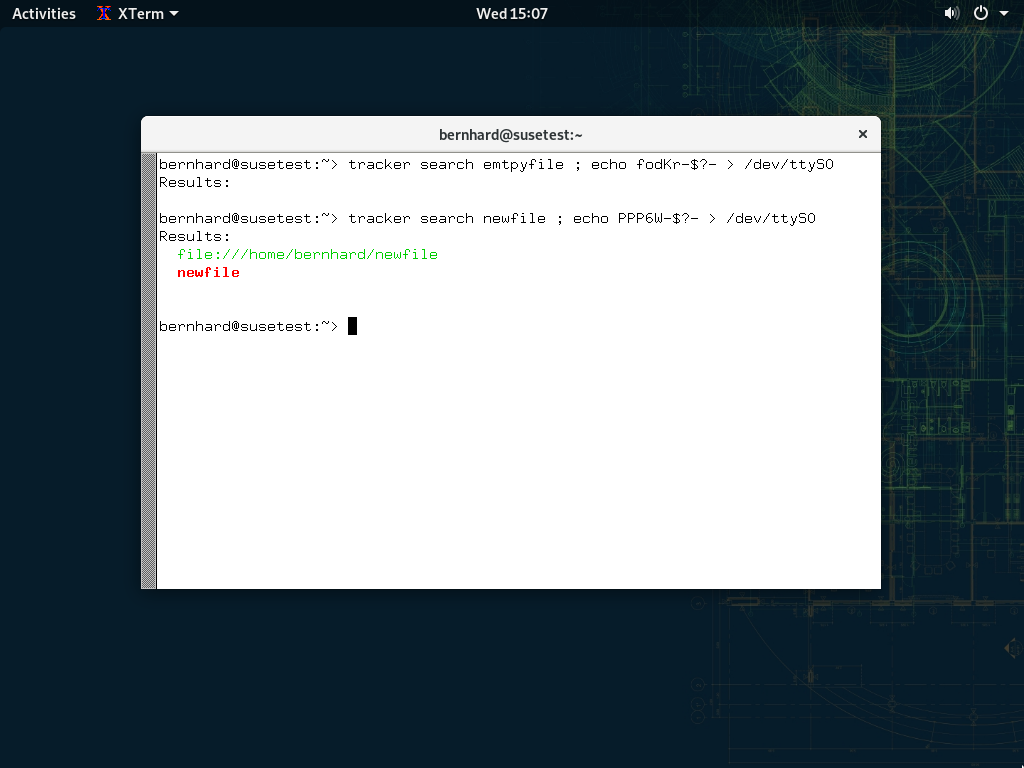 Activities XTerm Wed 15:07
bernhard@susetest:~
bernhard@susetest:~> tracker search emtpyfile ; echo fodKr-$?- > /dev/ttyS0
Results:
bernhard@susetest:~> tracker search newfile ; echo PPP6W-$?- > /dev/ttyS0
Results:
file:///home/bernhard/newfile
newfile
bernhard@susetest:~>